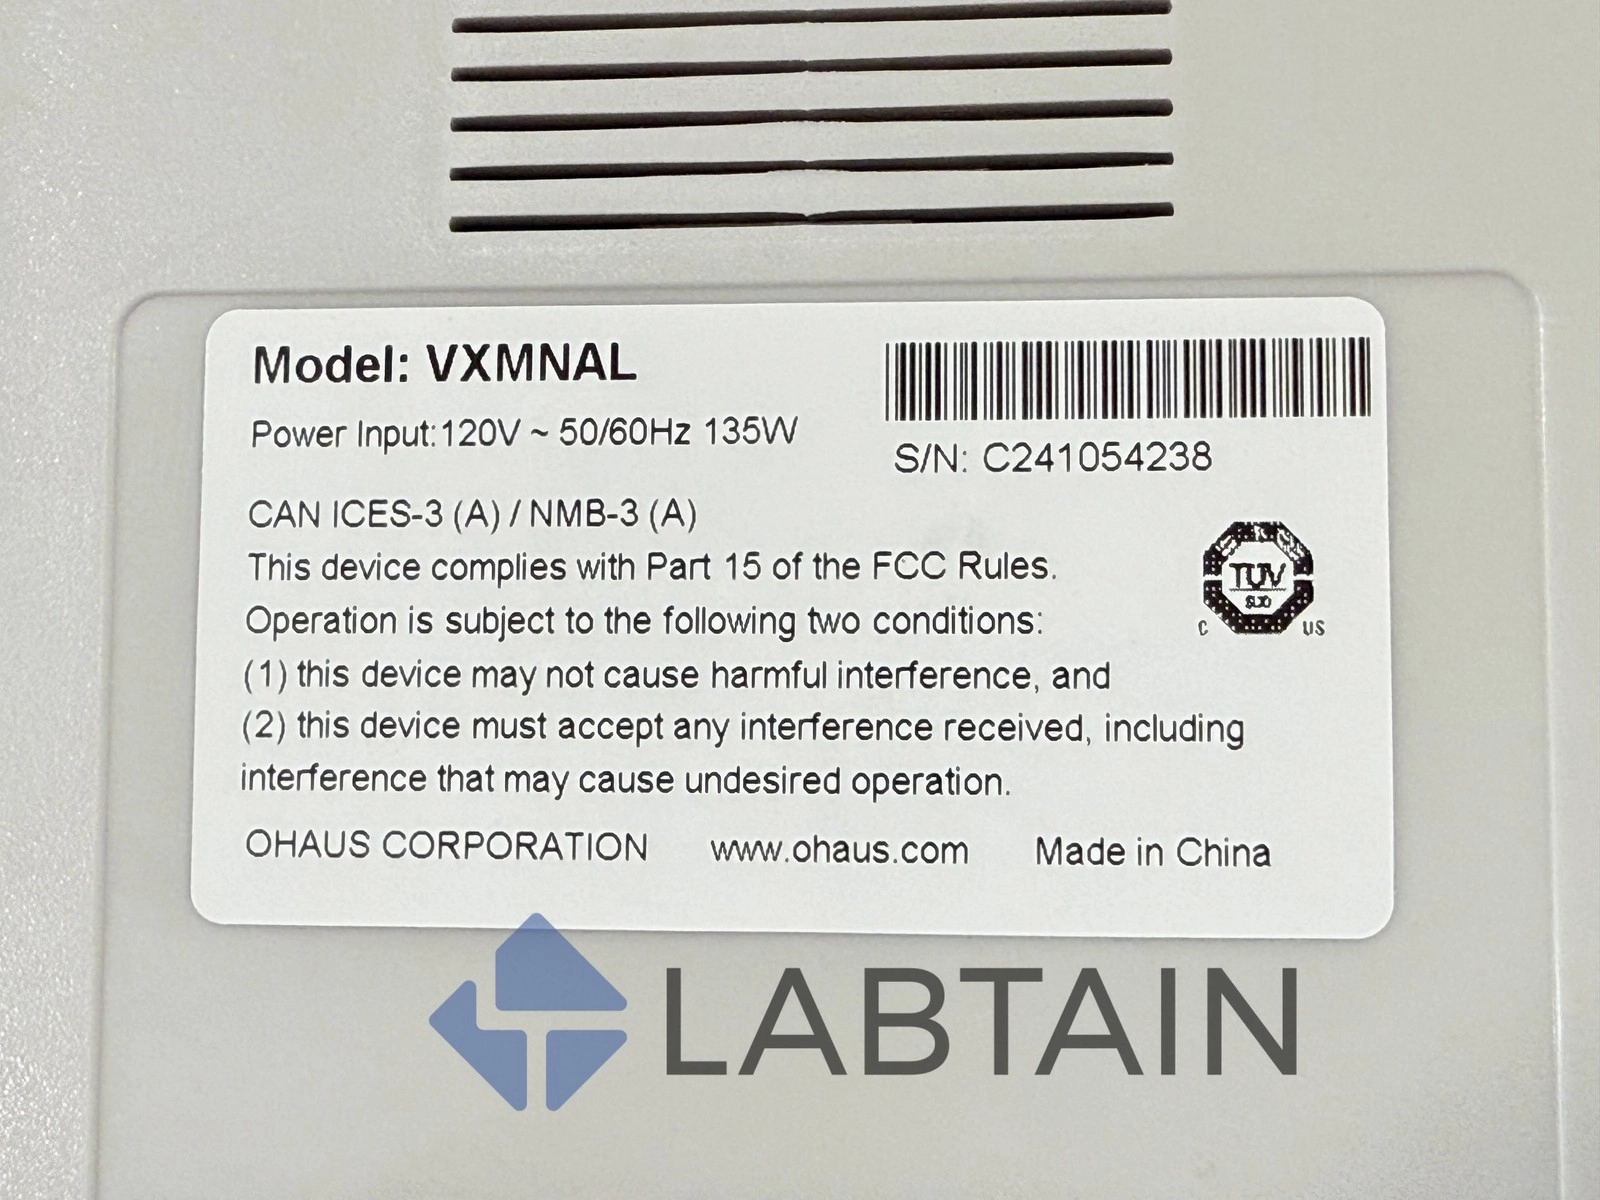 Model: VXMNAL
Power Input:120V ~ 50/60Hz 135W
S/N: C241054238
CAN ICES-3 (A) / NMB-3 (A)
This device complies with Part 15 of the FCC Rules.
Operation is subject to the following two conditions:
(1) this device may not cause harmful interference, and
(2) this device must accept any interference received, including
interference that may cause undesired operation.
TUV
SUD
C US
OHAUS CORPORATION www.ohaus.com Made in China
LABTAIN